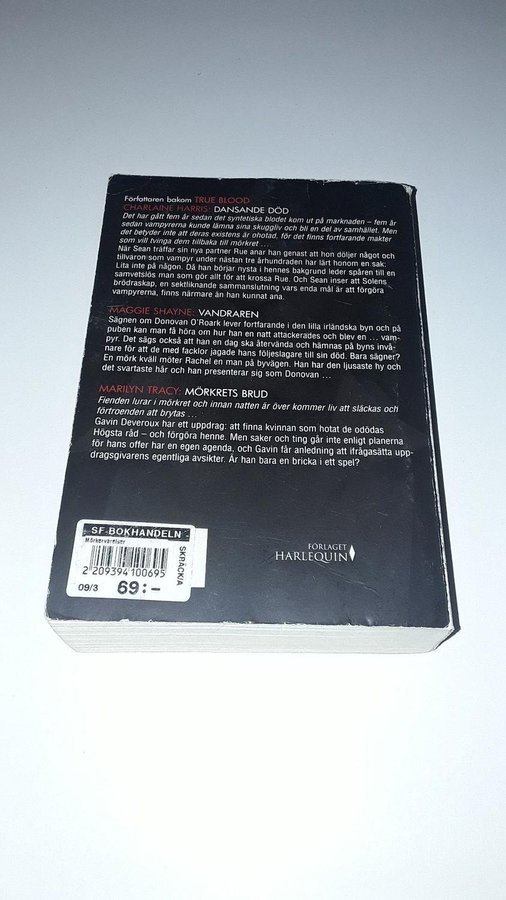 Författaren bakom TRUE BLOOD
CHARLAINE HARRIS: DANSANDE DÖD
Det har gått fem år sedan det syntetiska blodet kom ut på marknaden – fem år
sedan vampyrerna kunde lämna sina skuggliv och bli en del av samhället. Men
det betyder inte att deras existens är ohotad, för det finns fortfarande makter
som vill tvinga dem tillbaka till mörkret …
När Sean träffar sin nya partner Rue anar han genast att hon döljer något och
tillvaron som vampyr under nästan tre århundraden har lärt honom en sak:
Lita inte på någon. Då han börjar nysta i hennes bakgrund leder spåren till en
samvetslös man som gör allt för att krossa Rue. Och Sean inser att Solens
brödraskap, en sektliknande sammanslutning vars enda mål är att förgöra
vampyrerna, finns närmare än han kunnat ana.
MAGGIE SHAYNE: VANDRAREN
Sägnen om Donovan O'Roark lever fortfarande i den lilla irländska byn och på
puben kan man få höra om hur han en natt attackerades och blev en … vam-
pyr. Det sägs också att han en dag ska återvända och hämnas på byns invå-
nare för att de med facklor jagade hans följeslagare till sin död. Bara sägner?
En mörk kväll möter Rachel en man på byvägen. Han har den ljusaste hy och
det svartaste hår och han presenterar sig som Donovan ...
MARILYN TRACY: MÖRKRETS BRUD
Fienden lurar i mörkret och innan natten är över kommer liv att släckas och
förtroenden att brytas …
Gavin Deveroux har ett uppdrag: att finna kvinnan som hotat de odödas
Högsta råd – och förgöra henne. Men saker och ting går inte enligt planerna
för hans offer har en egen agenda, och Gavin får anledning att ifrågasätta upp-
dragsgivarens egentliga avsikter. Är han bara en bricka i ett spel?
SF-BOKHANDELN
Mörkervarelser
SKRÄCK/A
2 209394 100695
09/3 69:-
FÖRLAGET
HARLEQUIN